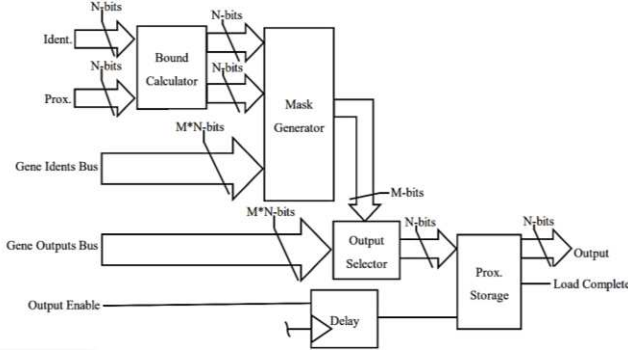 N-bits
N-bits
Ident.
Bound
Calculator
N-bits
N-bits
Prox.
Mask
Generator
M*N-bits
Gene Idents Bus
M-bits
M*N-bits
N-bits
N-bits
Gene Outputs Bus
Output
Selector
Output
Prox.
Storage
Load Complete
Output Enable
Delay